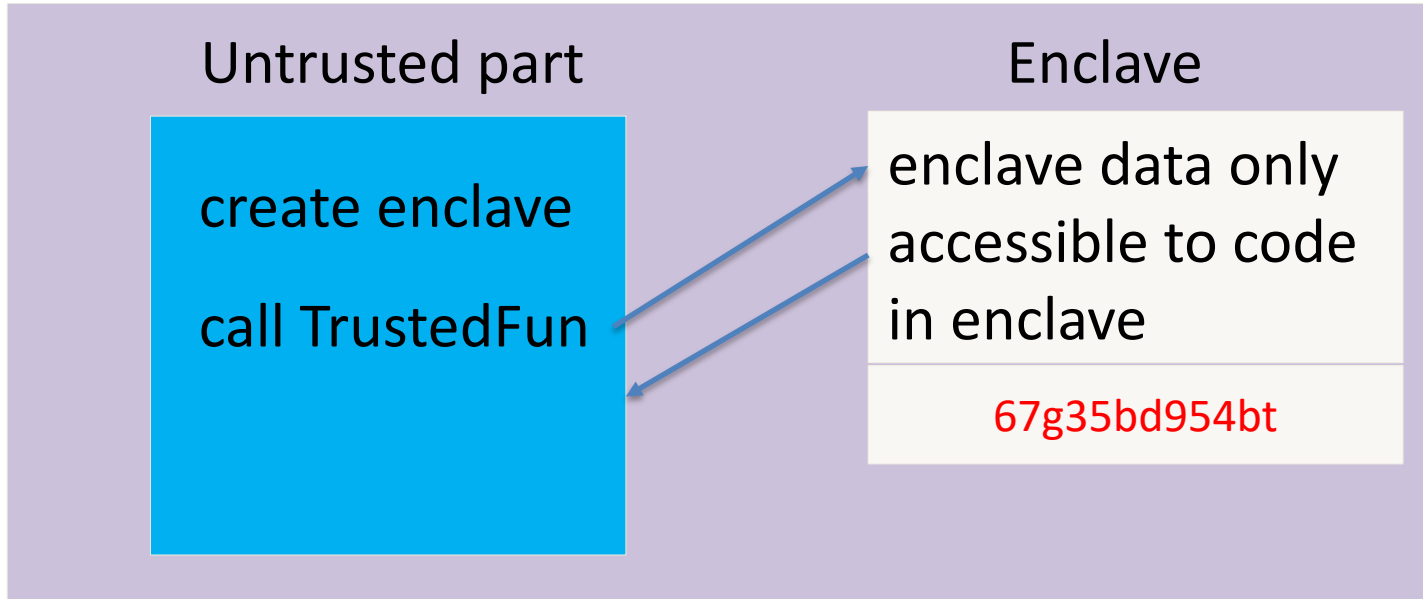 Untrusted part
create enclave
call TrustedFun
Enclave
enclave data only
accessible to code
in enclave
67g35bd954bt